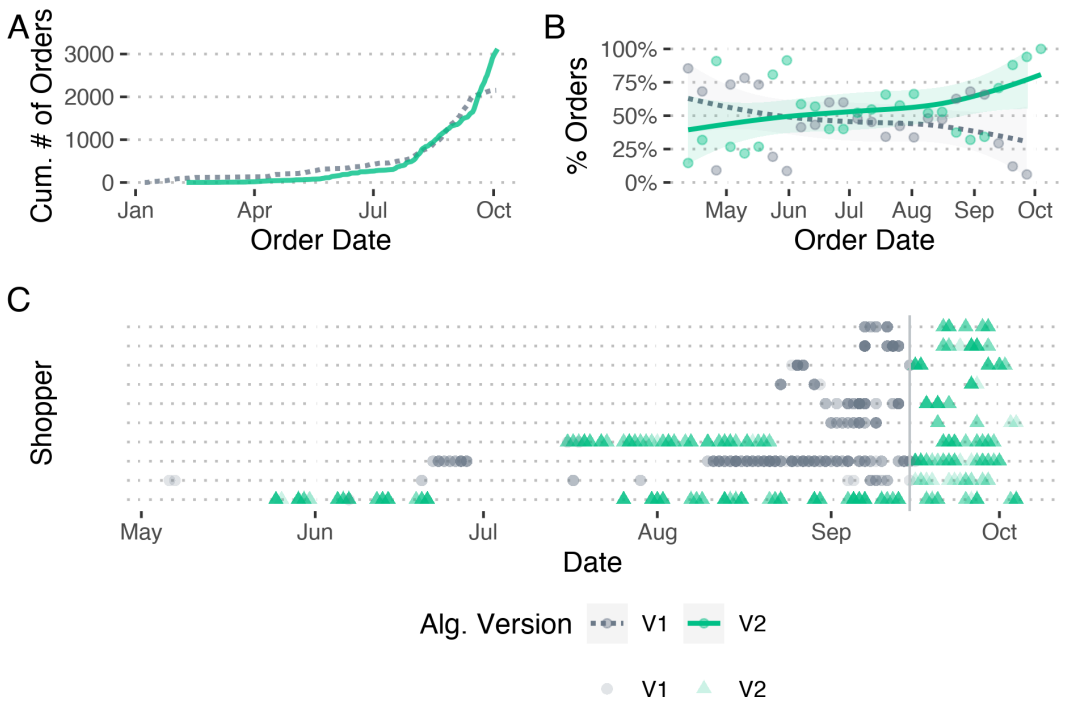 A
Cum. # of Orders
3000
2000
1000
0
Jan Apr Jul Oct
Order Date
B
% Orders
100%
75%
50%
25%
0%
May Jun Jul Aug Sep Oct
Order Date
C
Shopper
May Jun Jul Aug Sep Oct
Date
Alg. Version V1 V2
V1 V2